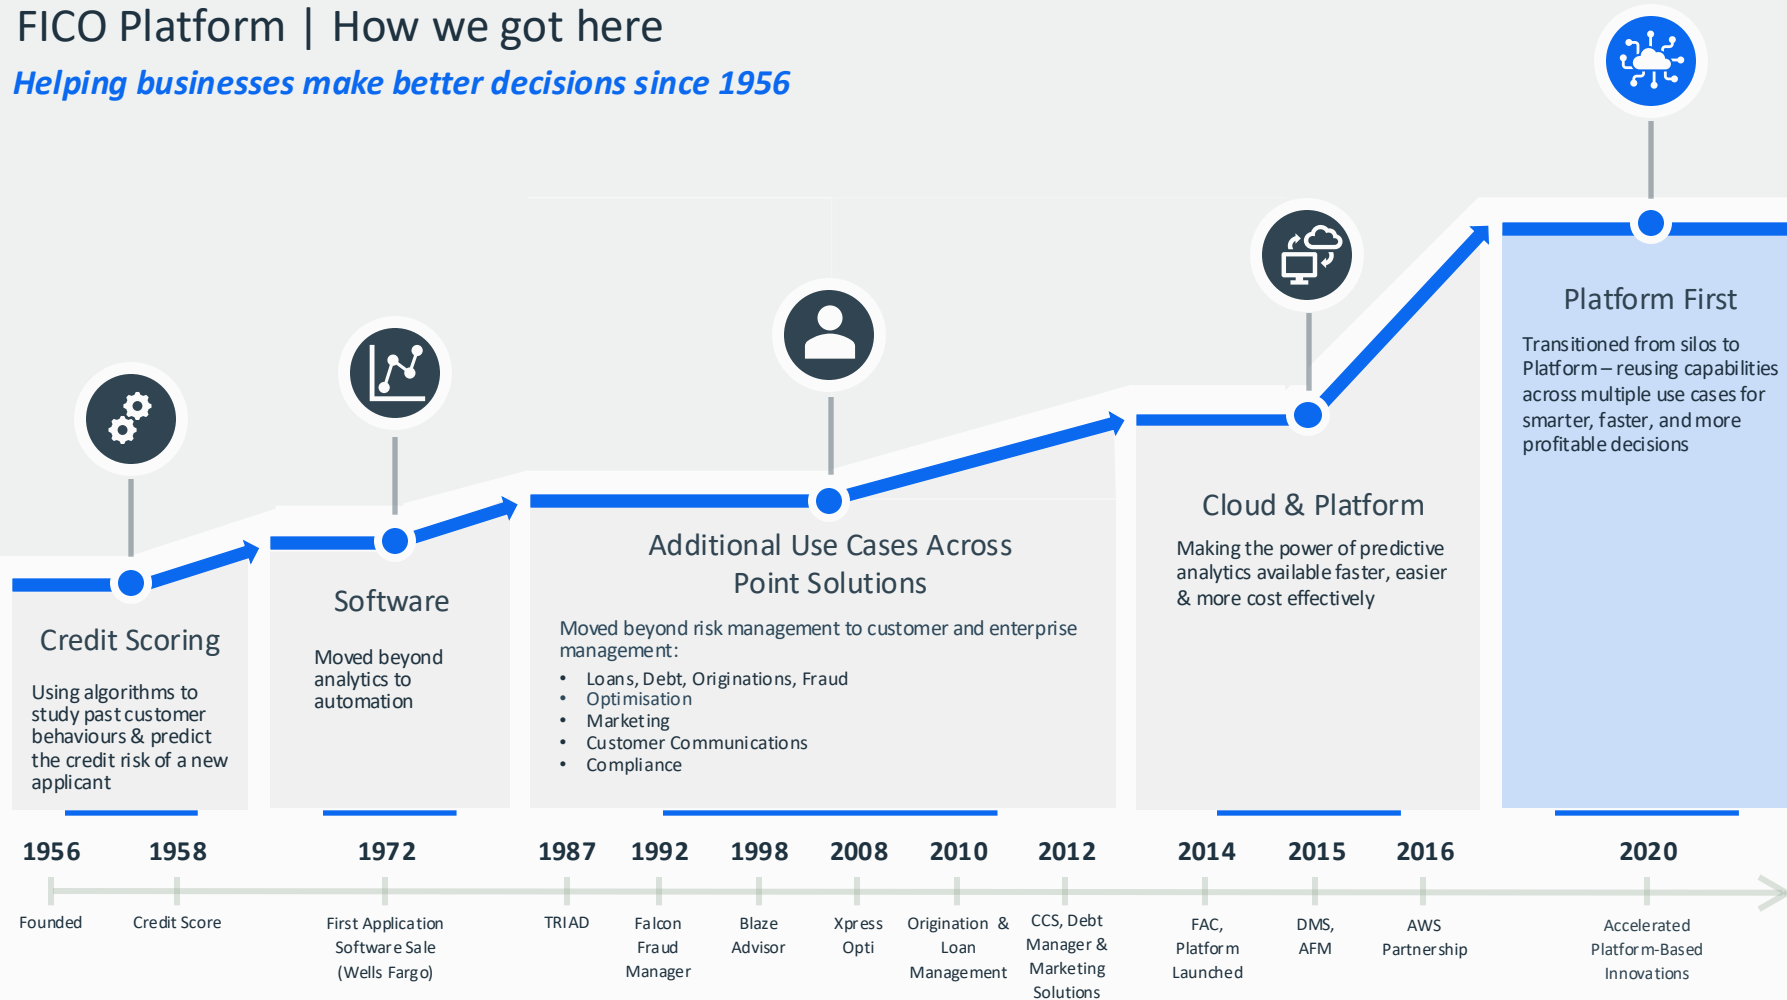 FICO Platform | How we got here
Helping businesses make better decisions since 1956
Credit Scoring
Using algorithms to
study past customer
behaviours & predict
the credit risk of a new
applicant
Software
Moved beyond
analytics to
automation
Additional Use Cases Across
Point Solutions
Moved beyond risk management to customer and enterprise
management:
• Loans, Debt, Originations, Fraud
• Optimisation
• Marketing
• Customer Communications
• Compliance
Cloud & Platform
Making the power of predictive
analytics available faster, easier
& more cost effectively
Platform First
Transitioned from silos to
Platform – reusing capabilities
across multiple use cases for
smarter, faster, and more
profitable decisions
1956
Founded
1958
Credit Score
1972
First Application
Software Sale
(Wells Fargo)
1987
TRIAD
1992
Falcon
Fraud
Manager
1998
Blaze
Advisor
2008
Xpress
Opti
2010
Origination &
Loan
Management
2012
CCS, Debt
Manager &
Marketing
Solutions
2014
FAC,
Platform
Launched
2015
DMS,
AFM
2016
AWS
Partnership
2020
Accelerated
Platform-Based
Innovations